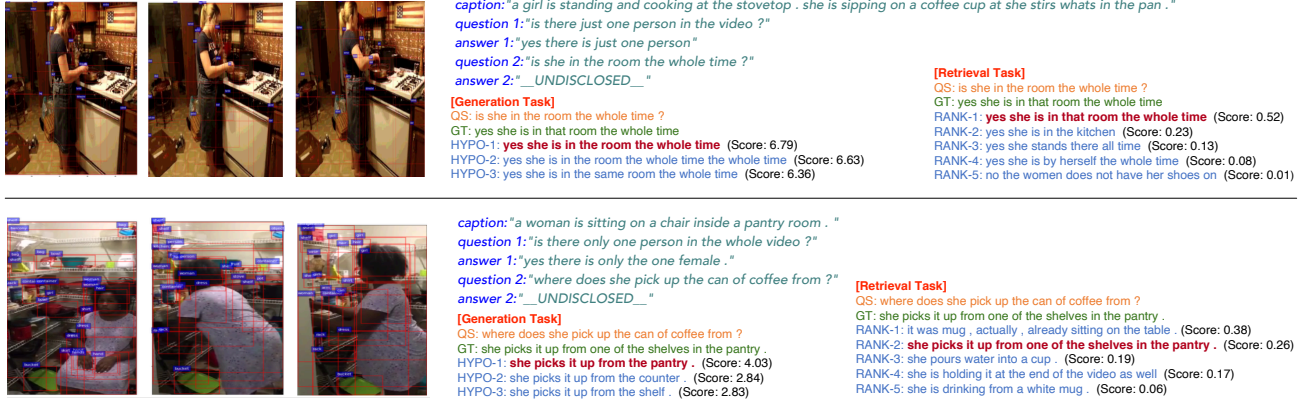 caption:"a girl is standing and cooking at the stovetop . she is sipping on a coffee cup at she stirs whats in the pan ."
question 1:"is there just one person in the video ?"
answer 1:"yes there is just one person"
question 2:"is she in the room the whole time ?"
answer 2:"__UNDISCLOSED__"
[Generation Task]
QS: is she in the room the whole time ?
GT: yes she is in that room the whole time
HYPO-1: yes she is in the room the whole time (Score: 6.79)
HYPO-2: yes she is in the room the whole time the whole time (Score: 6.63)
HYPO-3: yes she is in the same room the whole time (Score: 6.36)
[Retrieval Task]
QS: is she in the room the whole time ?
GT: yes she is in that room the whole time
RANK-1: yes she is in that room the whole time (Score: 0.52)
RANK-2: yes she is in the kitchen (Score: 0.23)
RANK-3: yes she stands there all time (Score: 0.13)
RANK-4: yes she is by herself the whole time (Score: 0.08)
RANK-5: no the women does not have her shoes on (Score: 0.01)
caption:"a woman is sitting on a chair inside a pantry room . "
question 1:"is there only one person in the whole video ?"
answer 1:"yes there is only the one female ."
question 2:"where does she pick up the can of coffee from ?"
answer 2:"__UNDISCLOSED__"
[Generation Task]
QS: where does she pick up the can of coffee from ?
GT: she picks it up from one of the shelves in the pantry .
HYPO-1: she picks it up from the pantry . (Score: 4.03)
HYPO-2: she picks it up from the counter . (Score: 2.84)
HYPO-3: she picks it up from the shelf . (Score: 2.83)
[Retrieval Task]
QS: where does she pick up the can of coffee from ?
GT: she picks it up from one of the shelves in the pantry .
RANK-1: it was mug , actually , already sitting on the table . (Score: 0.38)
RANK-2: she picks it up from one of the shelves in the pantry . (Score: 0.26)
RANK-3: she pours water into a cup . (Score: 0.19)
RANK-4: she is holding it at the end of the video as well (Score: 0.17)
RANK-5: she is drinking from a white mug . (Score: 0.06)